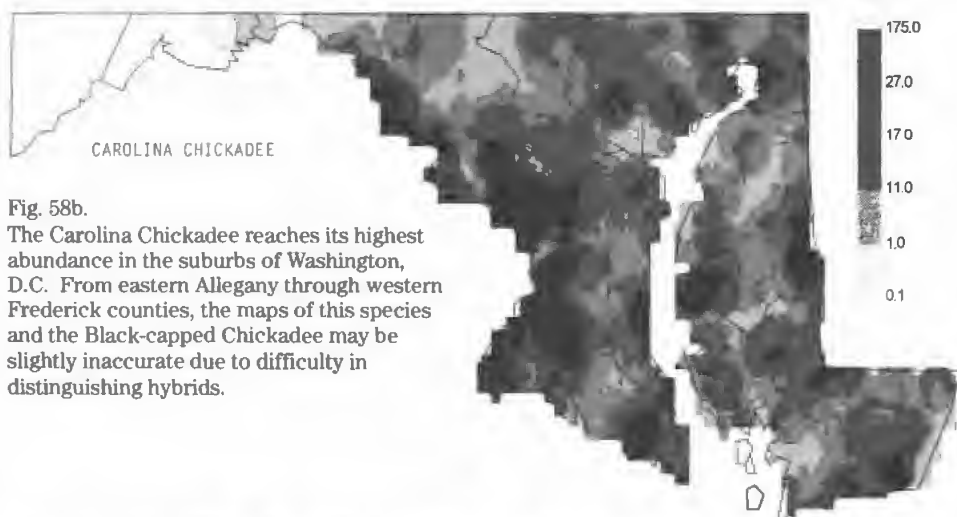 175.0
27.0
17.0
11.0
1.0
0.1
CAROLINA CHICKADEE
Fig. 58b.
The Carolina Chickadee reaches its highest
abundance in the suburbs of Washington,
D.C. From eastern Allegany through western
Frederick counties, the maps of this species
and the Black-capped Chickadee may be
slightly inaccurate due to difficulty in
distinguishing hybrids.